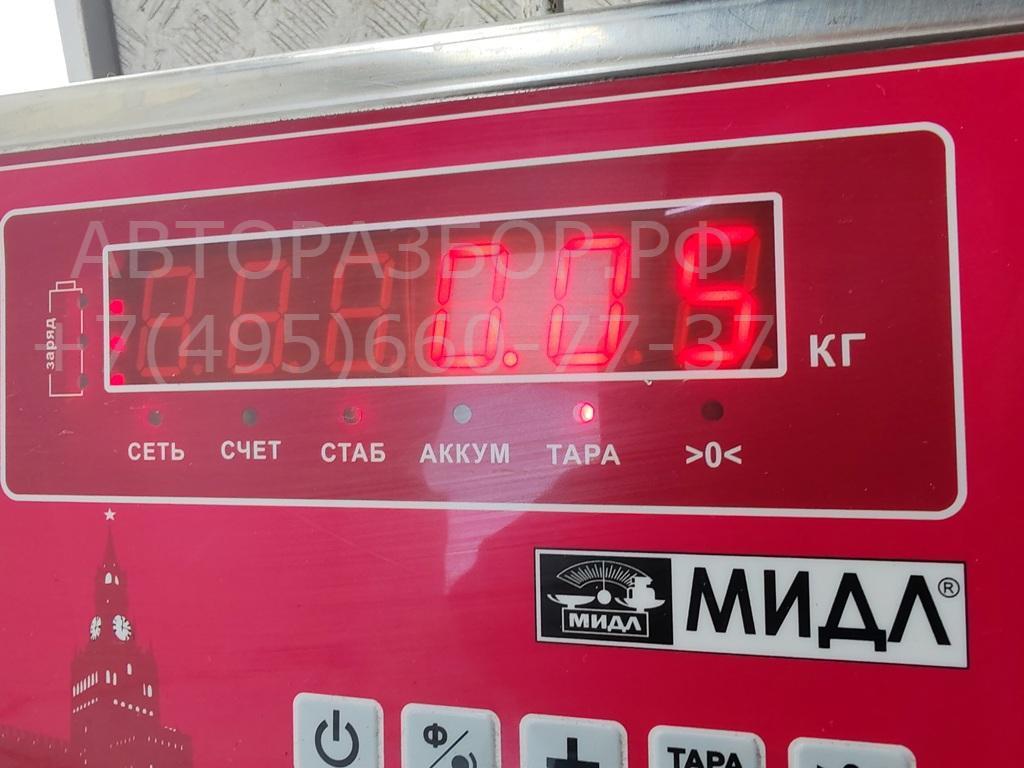 АВТОРАЗБОР.РФ
+7(495)660-77-37
0.05
КГ
заряд
СЕТЬ СЧЕТ СТАБ АККУМ ТАРА >0<
МИДЛ
МИДЛ®
Ф
ТАРА